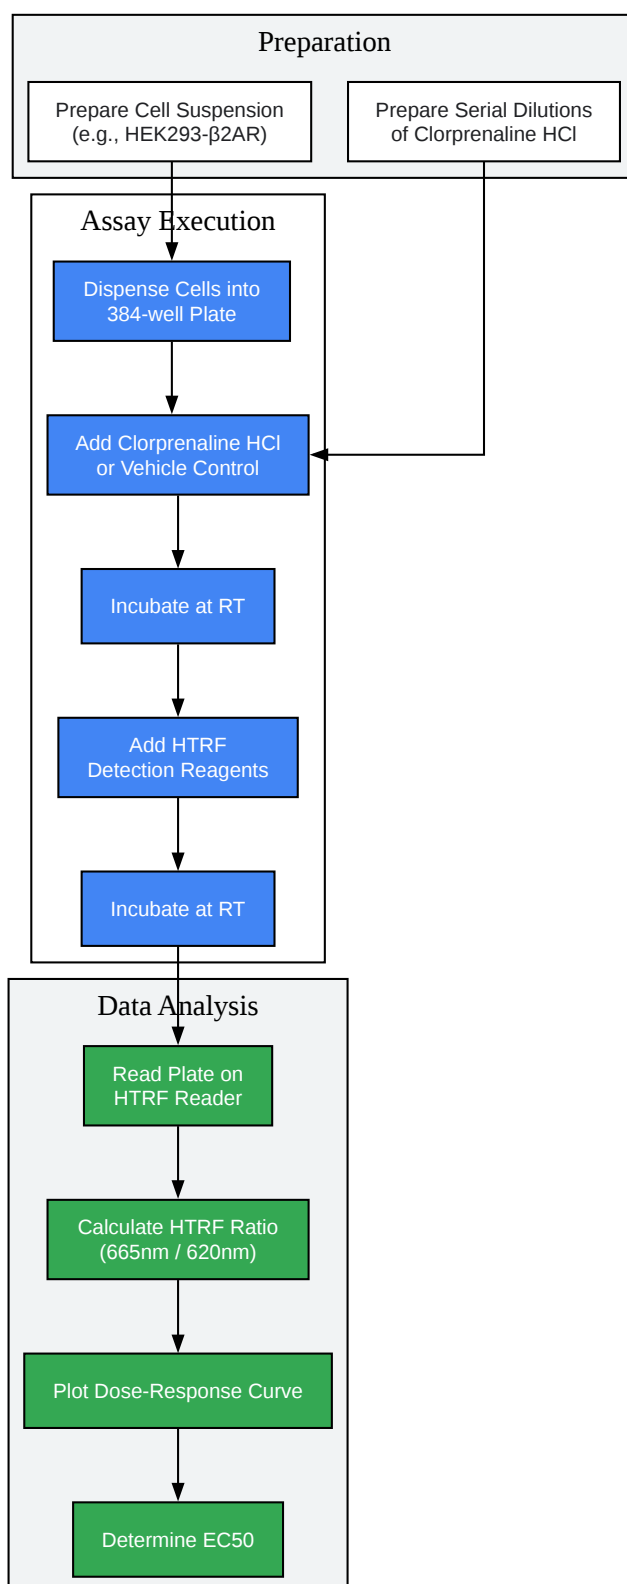 Preparation
Prepare Cell Suspension
(e.g., HEK293-β2AR)
Prepare Serial Dilutions
of Clorprenaline HCl
Assay Execution
Dispense Cells into
384-well Plate
Add Clorprenaline HCl
or Vehicle Control
Incubate at RT
Add HTRF
Detection Reagents
Incubate at RT
Data Analysis
Read Plate on
HTRF Reader
Calculate HTRF Ratio
(665nm / 620nm)
Plot Dose-Response Curve
Determine EC50